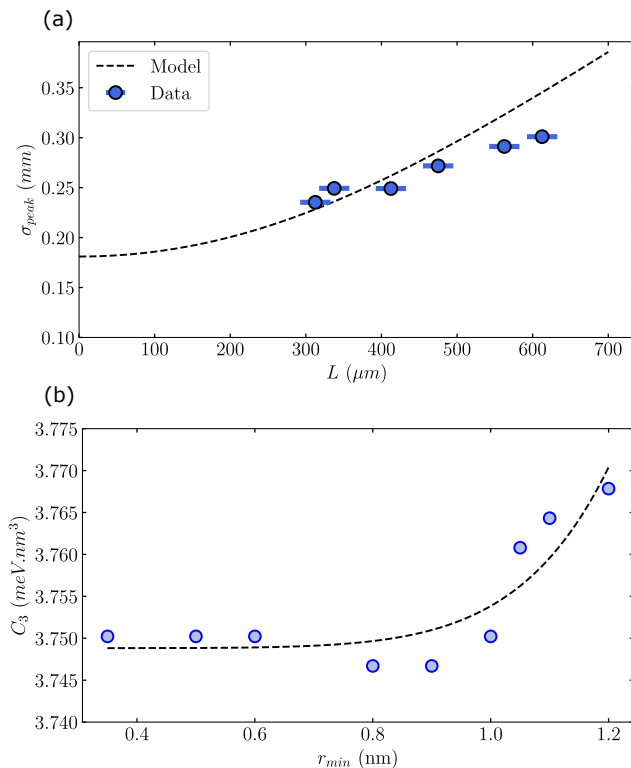 (a)
0.35
0.30
0.25
0.20
0.15
0.10
σpeak (mm)
Model
Data
0 100 200 300 400 500 600 700
L (μm)
(b)
3.775
3.770
3.765
3.760
3.755
3.750
3.745
3.740
C3 (meV.nm³)
0.4 0.6 0.8 1.0 1.2
rmin (nm)